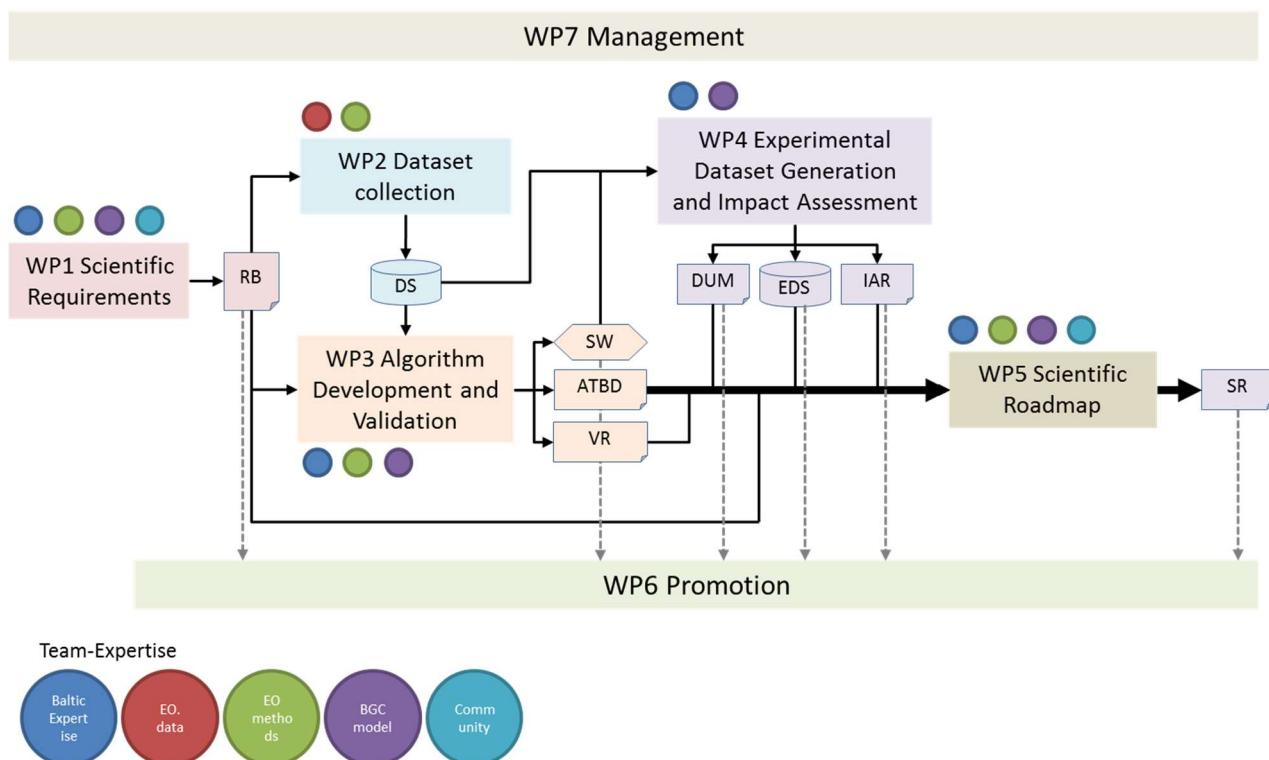 WP7 Management
WP2 Dataset
collection
WP4 Experimental
Dataset Generation
and Impact Assessment
WP1 Scientific
Requirements
RB
DS
DUM
EDS
IAR
WP3 Algorithm
Development and
Validation
SW
ATBD
VR
WP5 Scientific
Roadmap
SR
WP6 Promotion
Team-Expertise
Baltic
Expert
ise
EO.
data
EO
metho
ds
BGC
model
Comm
unity